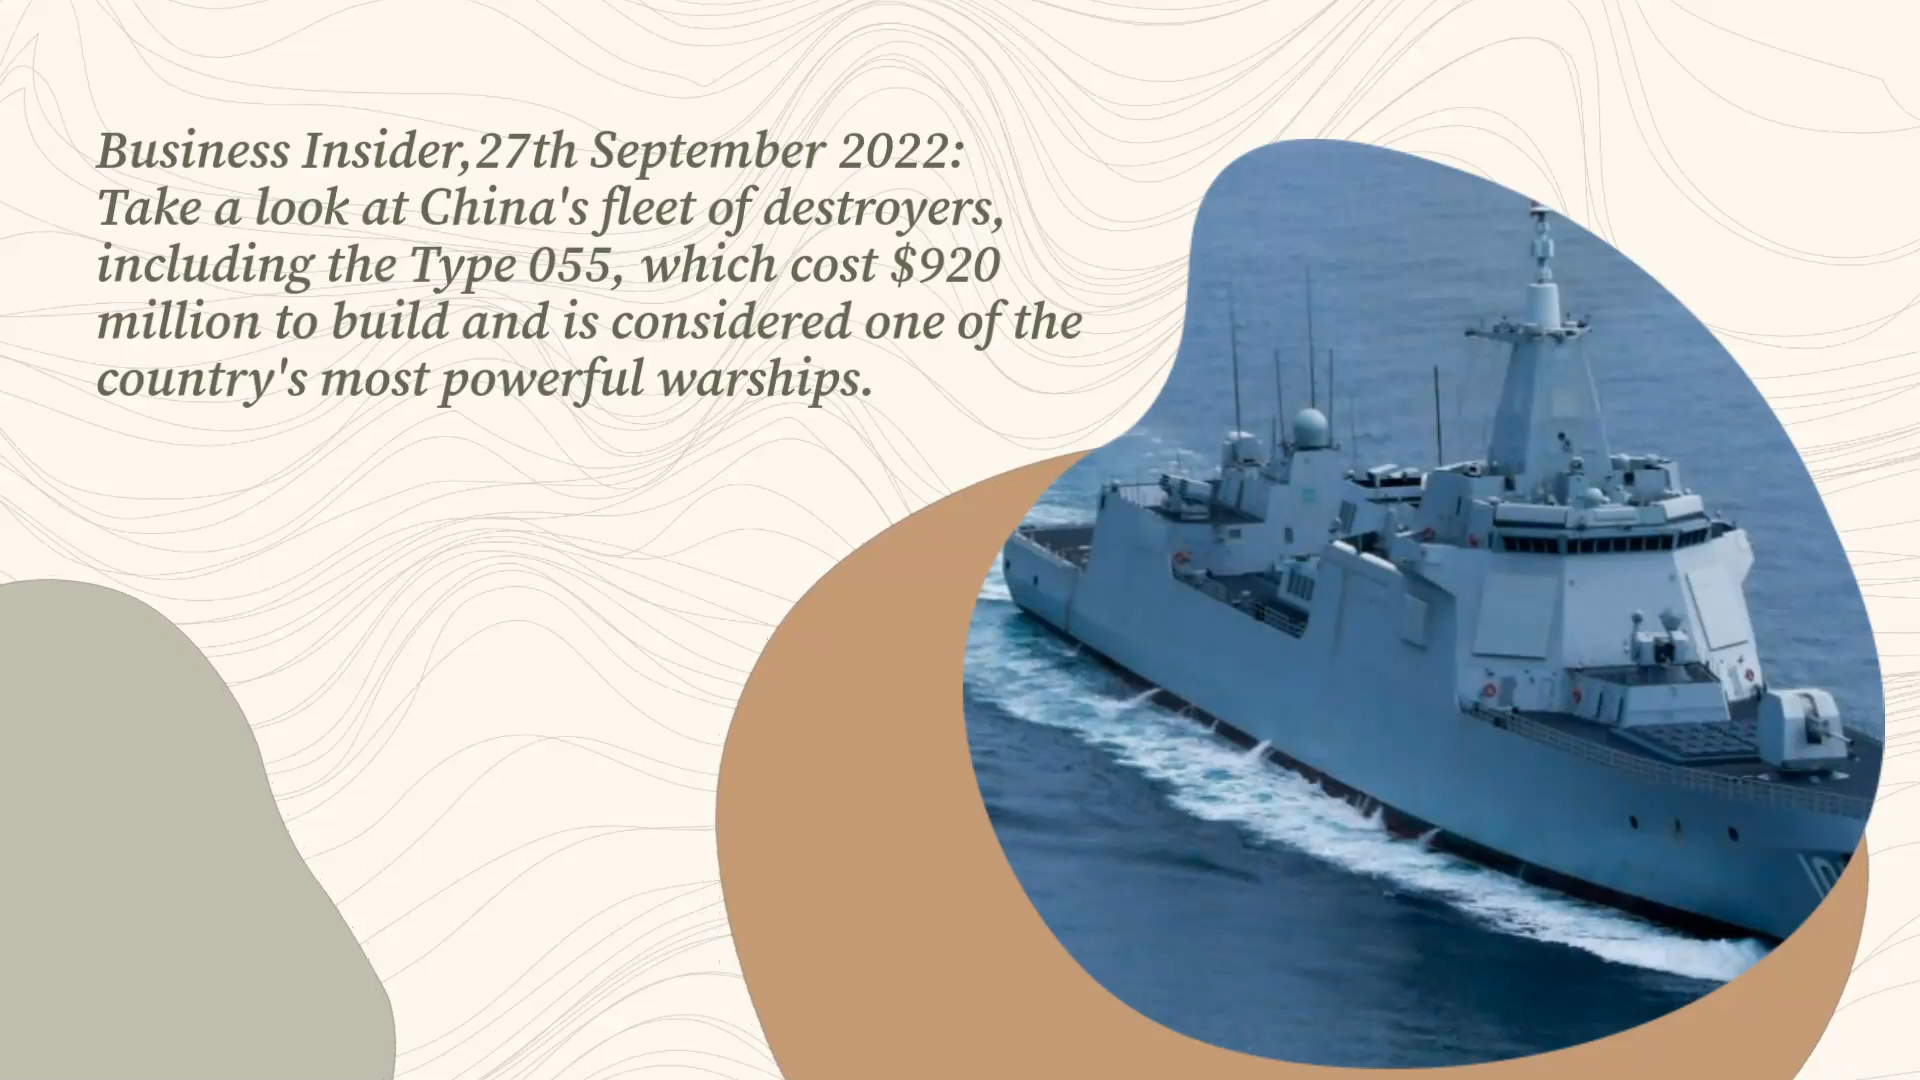 Business Insider,27th September 2022:
Take a look at China's fleet of destroyers,
including the Type 055, which cost $920
million to build and is considered one of the
country's most powerful warships.